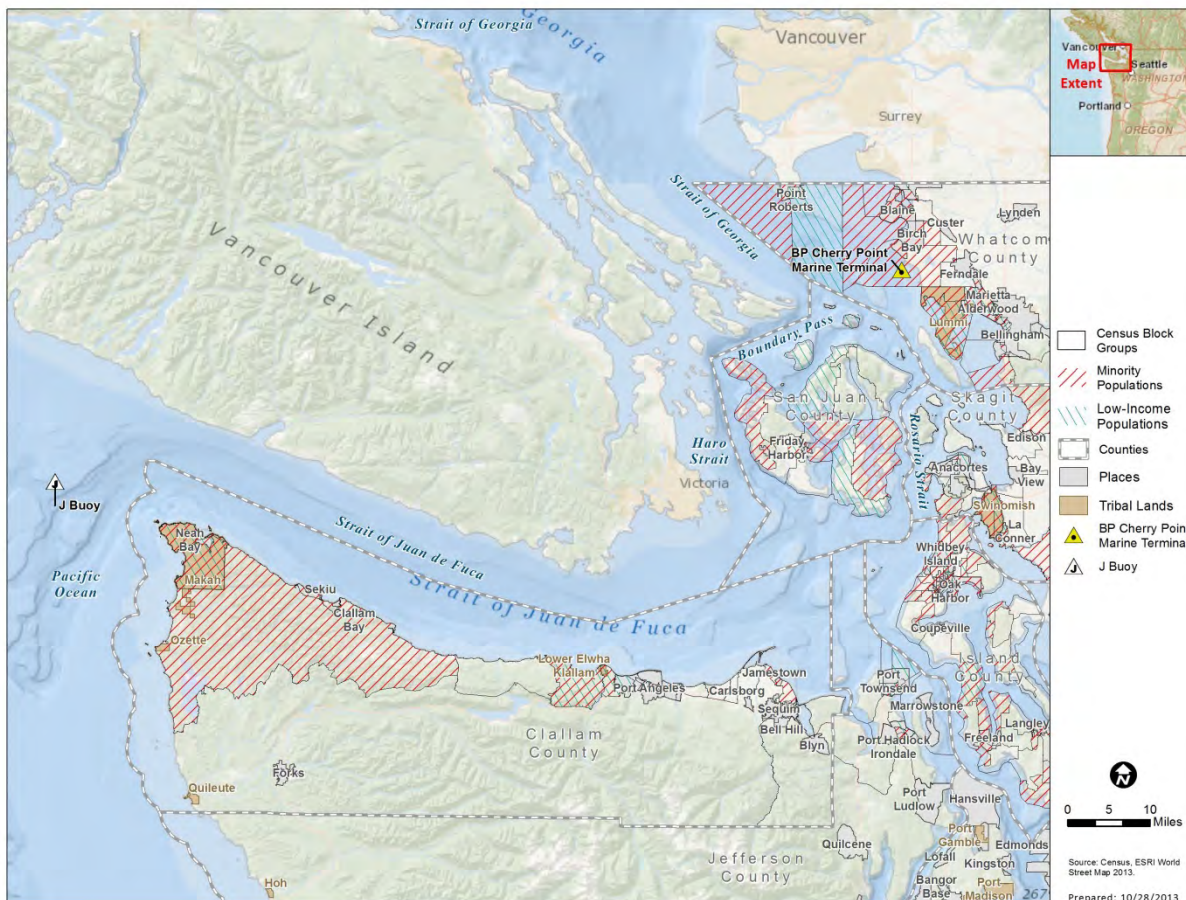 Strait of Georgia
Georgia
Vancouver
Surrey
Vancouver Island
Strait of Georgia
Point
Roberts
Blaine
Birch
Bay
Custer
Lynden
Whatcom
County
BP Cherry Point
Marine Terminal
Ferndale
Marietta
Alderwood
Lummi
Bellingham
Boundary Pass
San Juan
County
Skagit
County
Friday
Harbor
Haro
Strait
Rosario Strait
Victoria
Edison
Anacortes
Bay
View
Swinomish
La
Conner
Whidbey
Island
Oak
Harbor
Coupeville
Island
County
J Buoy
Pacific
Ocean
Neah
Bay
Makah
Ozette
Sekiu
Clallam
Bay
Strait of Juan de Fuca
Strait of Juan de Fuca
Lower Elwha
Klallam
Port Angeles
Carlsborg
Jamestown
Sequim
Bell Hill
Blyn
Port
Townsend
Marrowstone
Port Hadlock
Irondale
Freeland
Langley
Clallam
County
Forks
Quileute
Hoh
Port
Ludlow
Hansville
Quilcene
Port
Gamble
Edmonds
Lofall
Kingston
Bangor
Base
Port
Madison
Jefferson
County
267
Vancouver
Map
Extent
Seattle
WASHINGTON
Portland
OREGON
Census Block
Groups
Minority
Populations
Low-Income
Populations
Counties
Places
Tribal Lands
BP Cherry Poin
Marine Termina
J Buoy
N
0 5 10
Miles
Source: Census, ESRI World
Street Map 2013.
Prepared: 10/28/2013